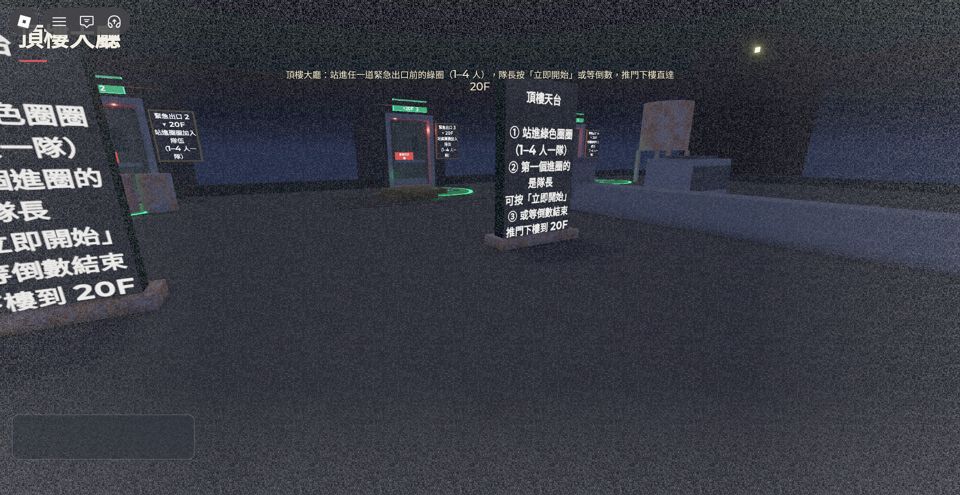 頂樓大廳
頂樓大廳：站進任一道緊急出口前的綠圈（1–4 人），隊長按「立即開始」或等倒數，推門下樓直達
20F
色圈圈
一隊）
個進圈的
隊長
立即開始」
等倒數結束
樓到 20F
2
緊急出口 2
▼ 20F
站進圈圈加入
隊伍
（1–4 人一
隊）
頂樓天台
① 站進綠色圈圈
（1–4 人一隊）
② 第一個進圈的
是隊長
可按「立即開始」
③ 或等倒數結束
推門下樓到 20F